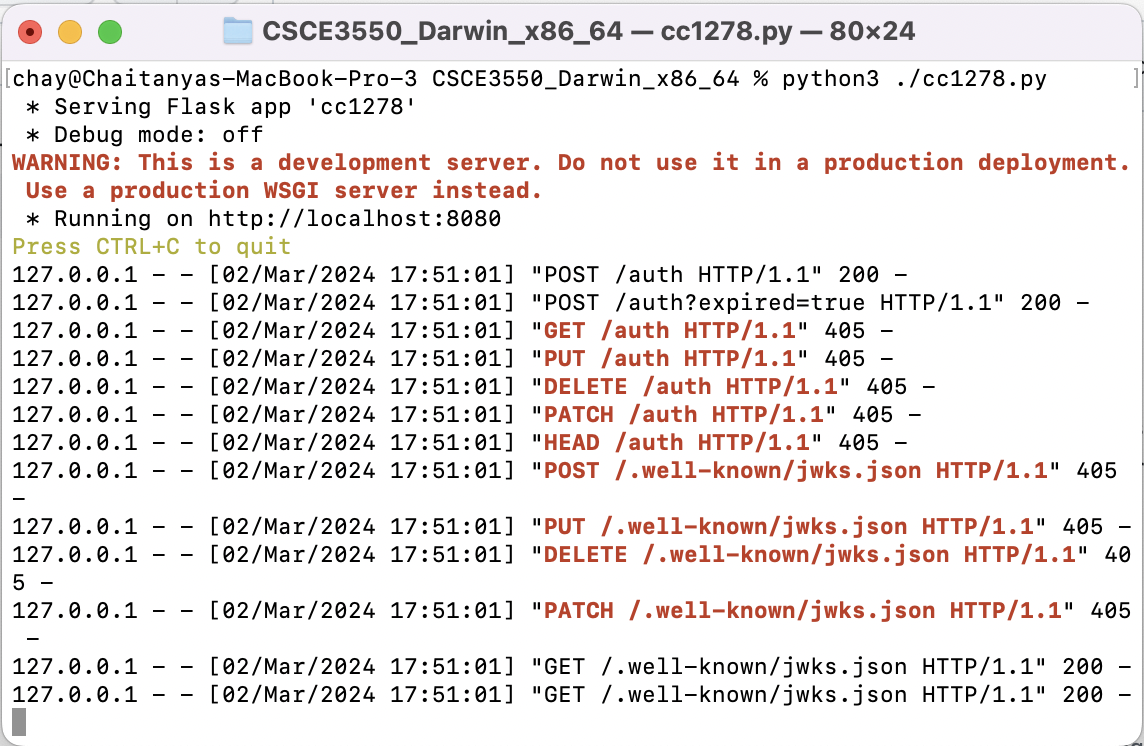 CSCE3550_Darwin_x86_64 — cc1278.py — 80×24
[chay@Chaitanyas-MacBook-Pro-3 CSCE3550_Darwin_x86_64 % python3 ./cc1278.py ]
 * Serving Flask app 'cc1278'
 * Debug mode: off
WARNING: This is a development server. Do not use it in a production deployment.
 Use a production WSGI server instead.
 * Running on http://localhost:8080
Press CTRL+C to quit
127.0.0.1 - - [02/Mar/2024 17:51:01] "POST /auth HTTP/1.1" 200 -
127.0.0.1 - - [02/Mar/2024 17:51:01] "POST /auth?expired=true HTTP/1.1" 200 -
127.0.0.1 - - [02/Mar/2024 17:51:01] "GET /auth HTTP/1.1" 405 -
127.0.0.1 - - [02/Mar/2024 17:51:01] "PUT /auth HTTP/1.1" 405 -
127.0.0.1 - - [02/Mar/2024 17:51:01] "DELETE /auth HTTP/1.1" 405 -
127.0.0.1 - - [02/Mar/2024 17:51:01] "PATCH /auth HTTP/1.1" 405 -
127.0.0.1 - - [02/Mar/2024 17:51:01] "HEAD /auth HTTP/1.1" 405 -
127.0.0.1 - - [02/Mar/2024 17:51:01] "POST /.well-known/jwks.json HTTP/1.1" 405
-
127.0.0.1 - - [02/Mar/2024 17:51:01] "PUT /.well-known/jwks.json HTTP/1.1" 405 -
127.0.0.1 - - [02/Mar/2024 17:51:01] "DELETE /.well-known/jwks.json HTTP/1.1" 40
5 -
127.0.0.1 - - [02/Mar/2024 17:51:01] "PATCH /.well-known/jwks.json HTTP/1.1" 405
 -
127.0.0.1 - - [02/Mar/2024 17:51:01] "GET /.well-known/jwks.json HTTP/1.1" 200 -
127.0.0.1 - - [02/Mar/2024 17:51:01] "GET /.well-known/jwks.json HTTP/1.1" 200 -